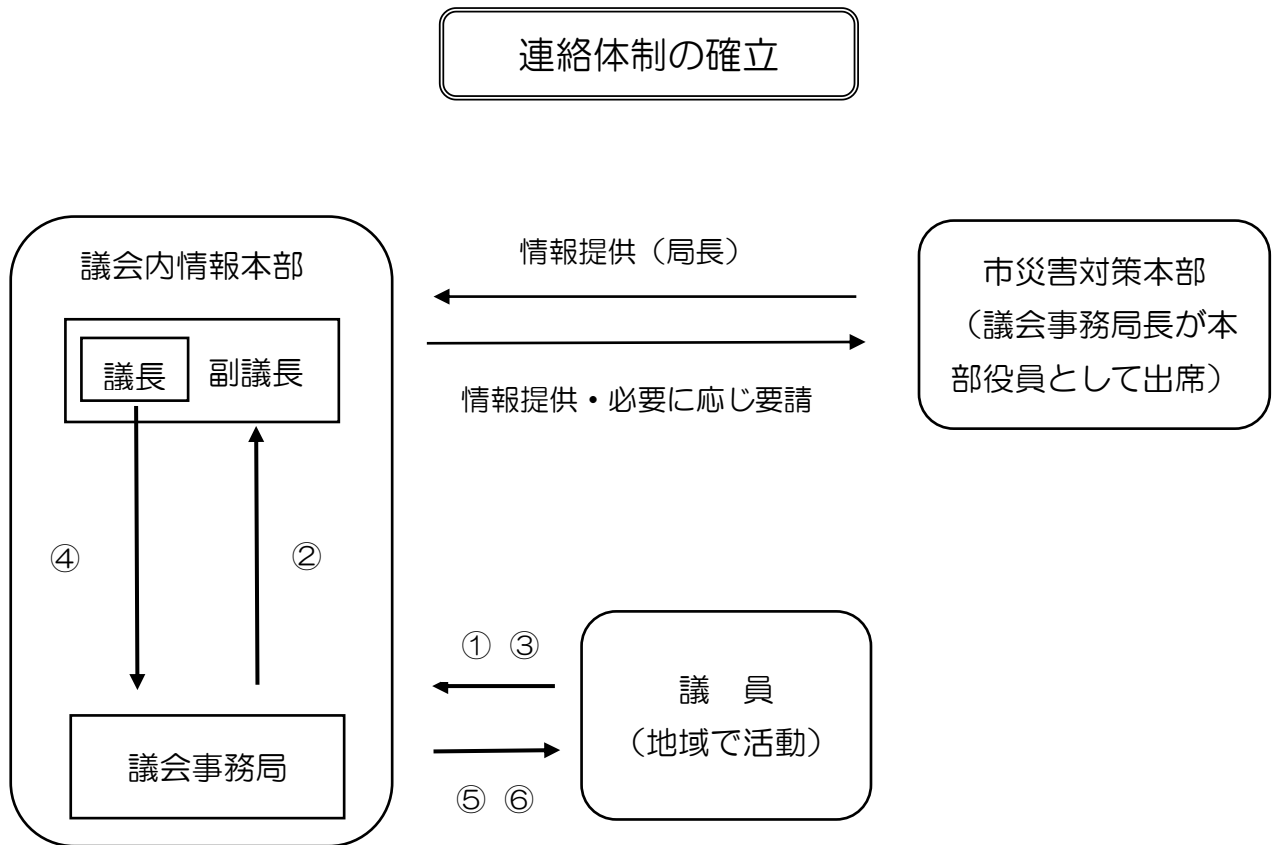 連絡体制の確立
議会内情報本部
情報提供（局長）
市災害対策本部
（議会事務局長が本
部役員として出席）
議長 副議長
情報提供・必要に応じ要請
④ ②
① ③
議　員
（地域で活動）
議会事務局
⑤ ⑥